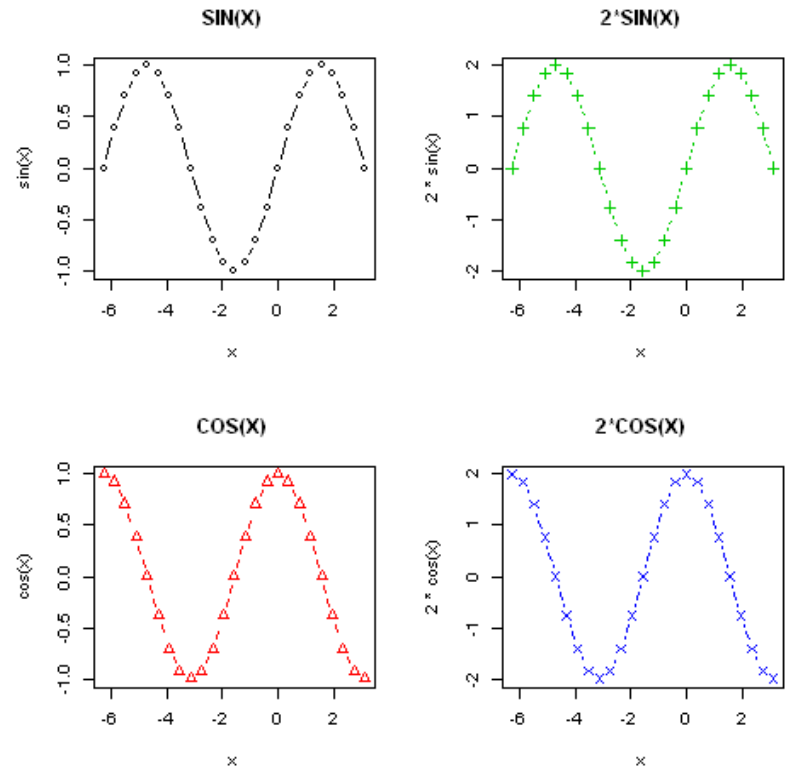 SIN(X)
sin(x)
1.0
0.5
0.0
-0.5
-1.0
-6 -4 -2 0 2
x
2*SIN(X)
2 * sin(x)
2
1
0
-1
-2
-6 -4 -2 0 2
x
COS(X)
cos(x)
1.0
0.5
0.0
-0.5
-1.0
-6 -4 -2 0 2
x
2*COS(X)
2 * cos(x)
2
1
0
-1
-2
-6 -4 -2 0 2
x